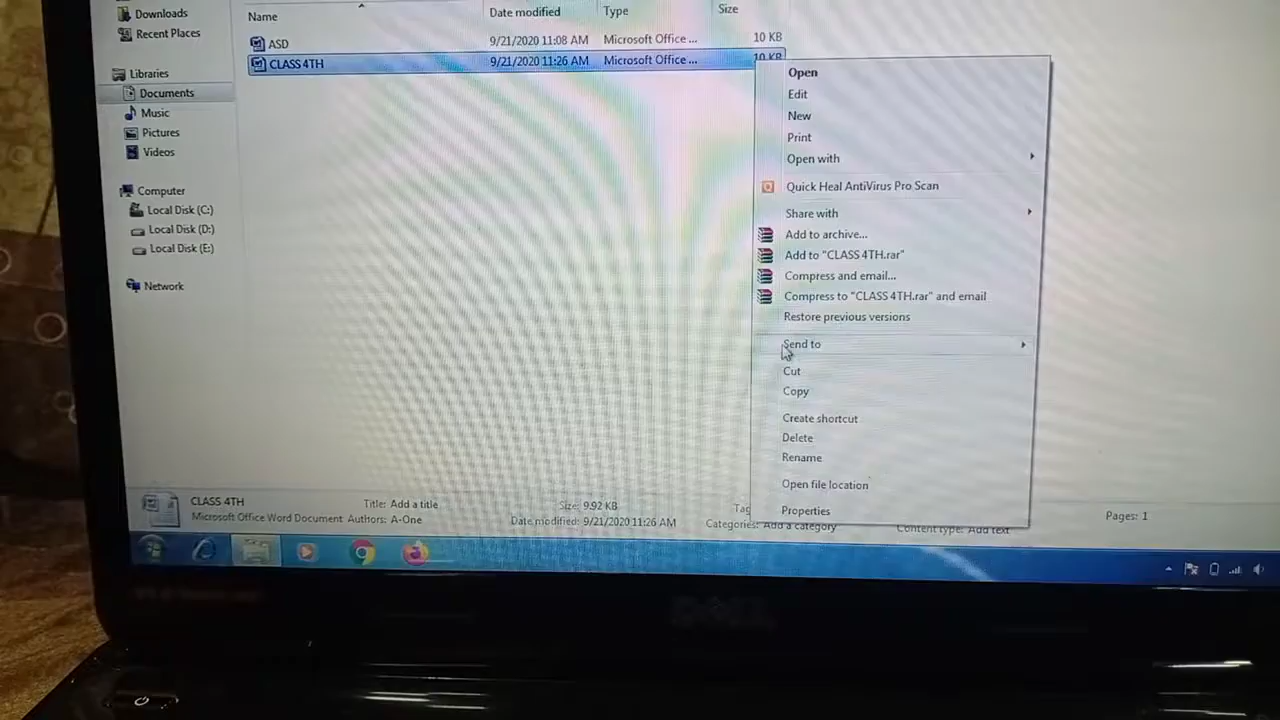 Name Date modified Type Size
Downloads
Recent Places
ASD 9/21/2020 11:08 AM Microsoft Office ... 10 KB
CLASS 4TH 9/21/2020 11:26 AM Microsoft Office ... 10 KB
Libraries
Documents
Music
Pictures
Videos
Computer
Local Disk (C:)
Local Disk (D:)
Local Disk (E:)
Network
Open
Edit
New
Print
Open with
Quick Heal AntiVirus Pro Scan
Share with
Add to archive...
Add to "CLASS 4TH.rar"
Compress and email...
Compress to "CLASS 4TH.rar" and email
Restore previous versions
Send to
Cut
Copy
Create shortcut
Delete
Rename
Open file location
Properties
CLASS 4TH Title: Add a title Size: 9.92 KB Tag Pages: 1
Microsoft Office Word Document Authors: A-One Date modified: 9/21/2020 11:26 AM Categories: Add a category Content type: Add text
DELL